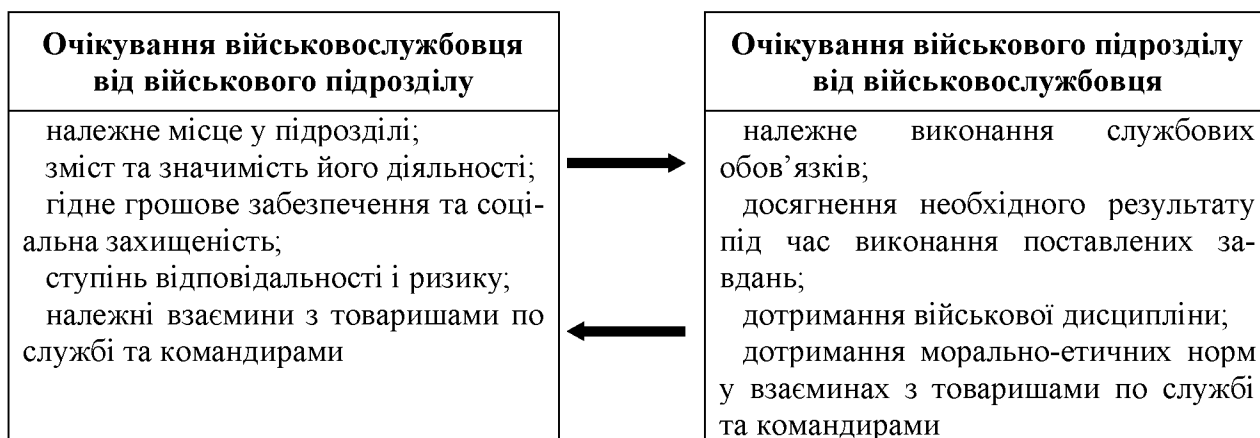 Очікування військовослужбовця
від військового підрозділу
належне місце у підрозділі;
зміст та значимість його діяльності;
гідне грошове забезпечення та соці-
альна захищеність;
ступінь відповідальності і ризику;
належні взаємини з товаришами по
службі та командирами
Очікування військового підрозділу
від військовослужбовця
належне виконання службових
обов’язків;
досягнення необхідного результату
під час виконання поставлених за-
вдань;
дотримання військової дисципліни;
дотримання морально-етичних норм
у взаєминах з товаришами по службі
та командирами